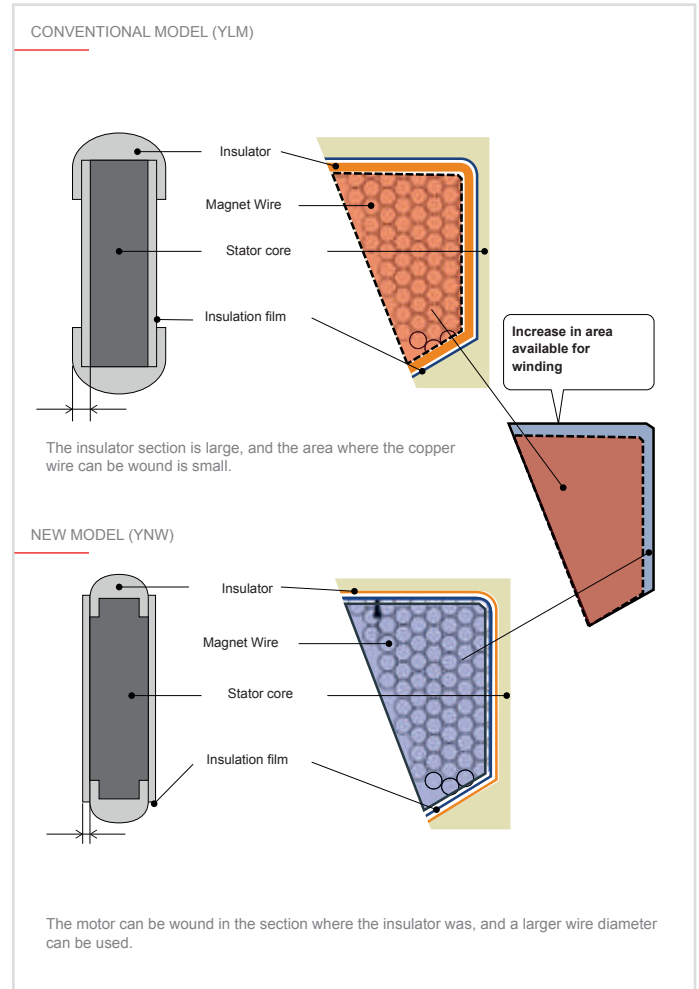 CONVENTIONAL MODEL (YLM)
Insulator
Magnet Wire
Stator core
Insulation film
Increase in area
available for
winding
The insulator section is large, and the area where the copper
wire can be wound is small.
NEW MODEL (YNW)
Insulator
Magnet Wire
Stator core
Insulation film
The motor can be wound in the section where the insulator was, and a larger wire diameter
can be used.